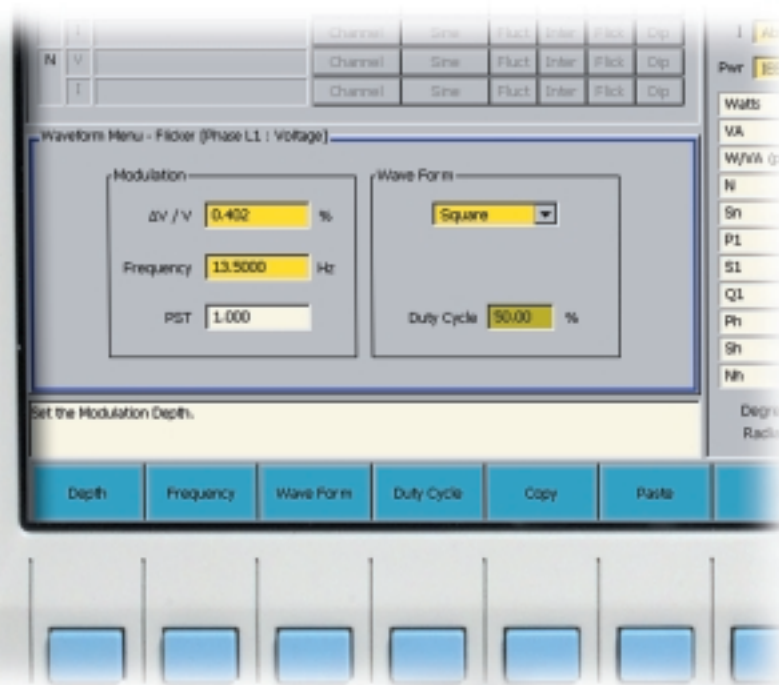 I
Channel Sine Fluct Inter Flick Dip
N V
Channel Sine Fluct Inter Flick Dip
I
Channel Sine Fluct Inter Flick Dip
Waveform Menu - Flicker [Phase L1 : Voltage]
Modulation
ΔV / V 0.402 %
Frequency 13.5000 Hz
PST 1.000
Wave Form
Square
Duty Cycle 50.00 %
Set the Modulation Depth.
Depth Frequency Wave Form Duty Cycle Copy Paste
I
Pwr
Watts
VA
W/VA
N
Sn
P1
S1
Q1
Ph
Sh
Nh